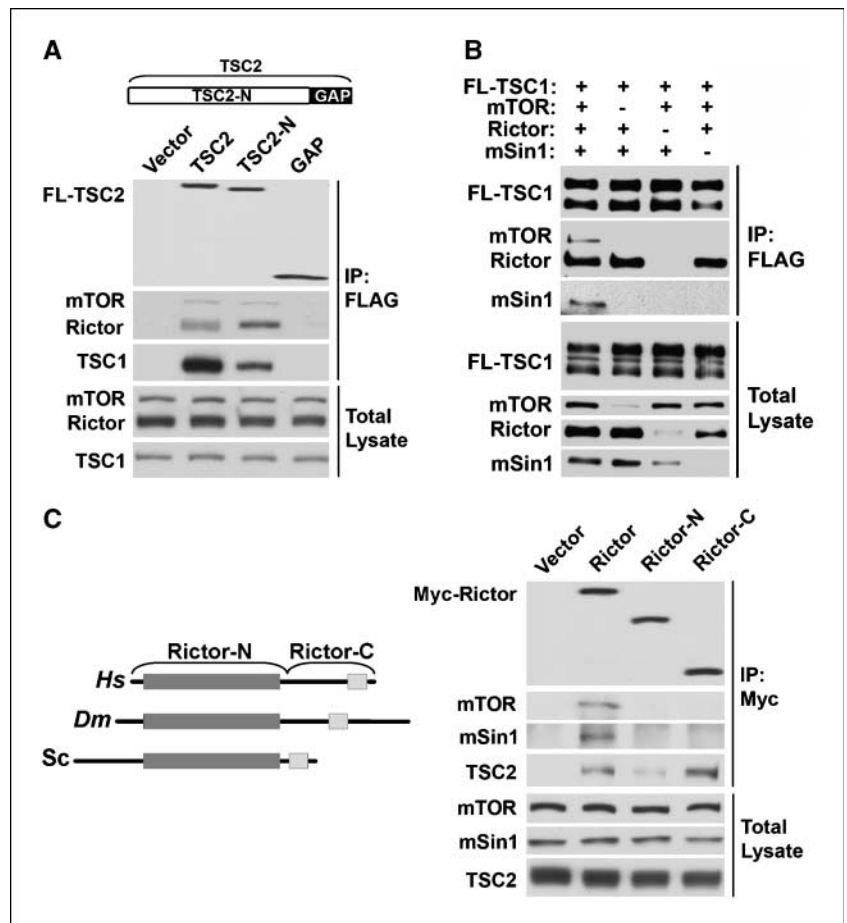 A
TSC2
TSC2-N GAP
Vector TSC2 TSC2-N GAP
FL-TSC2
mTOR
Rictor
TSC1
IP:
FLAG
mTOR
Rictor
TSC1
Total
Lysate
B
FL-TSC1: + + + +
mTOR: + - + +
Rictor: + + - +
mSin1: + + + -
FL-TSC1
mTOR
Rictor
mSin1
IP:
FLAG
FL-TSC1
mTOR
Rictor
mSin1
Total
Lysate
C
Rictor-N Rictor-C
Hs
Dm
Sc
Vector Rictor Rictor-N Rictor-C
Myc-Rictor
mTOR
mSin1
TSC2
IP:
Myc
mTOR
mSin1
TSC2
Total
Lysate